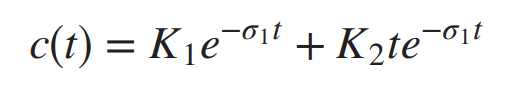 c(t) = K₁e^{-σ₁t} + K₂te^{-σ₁t}